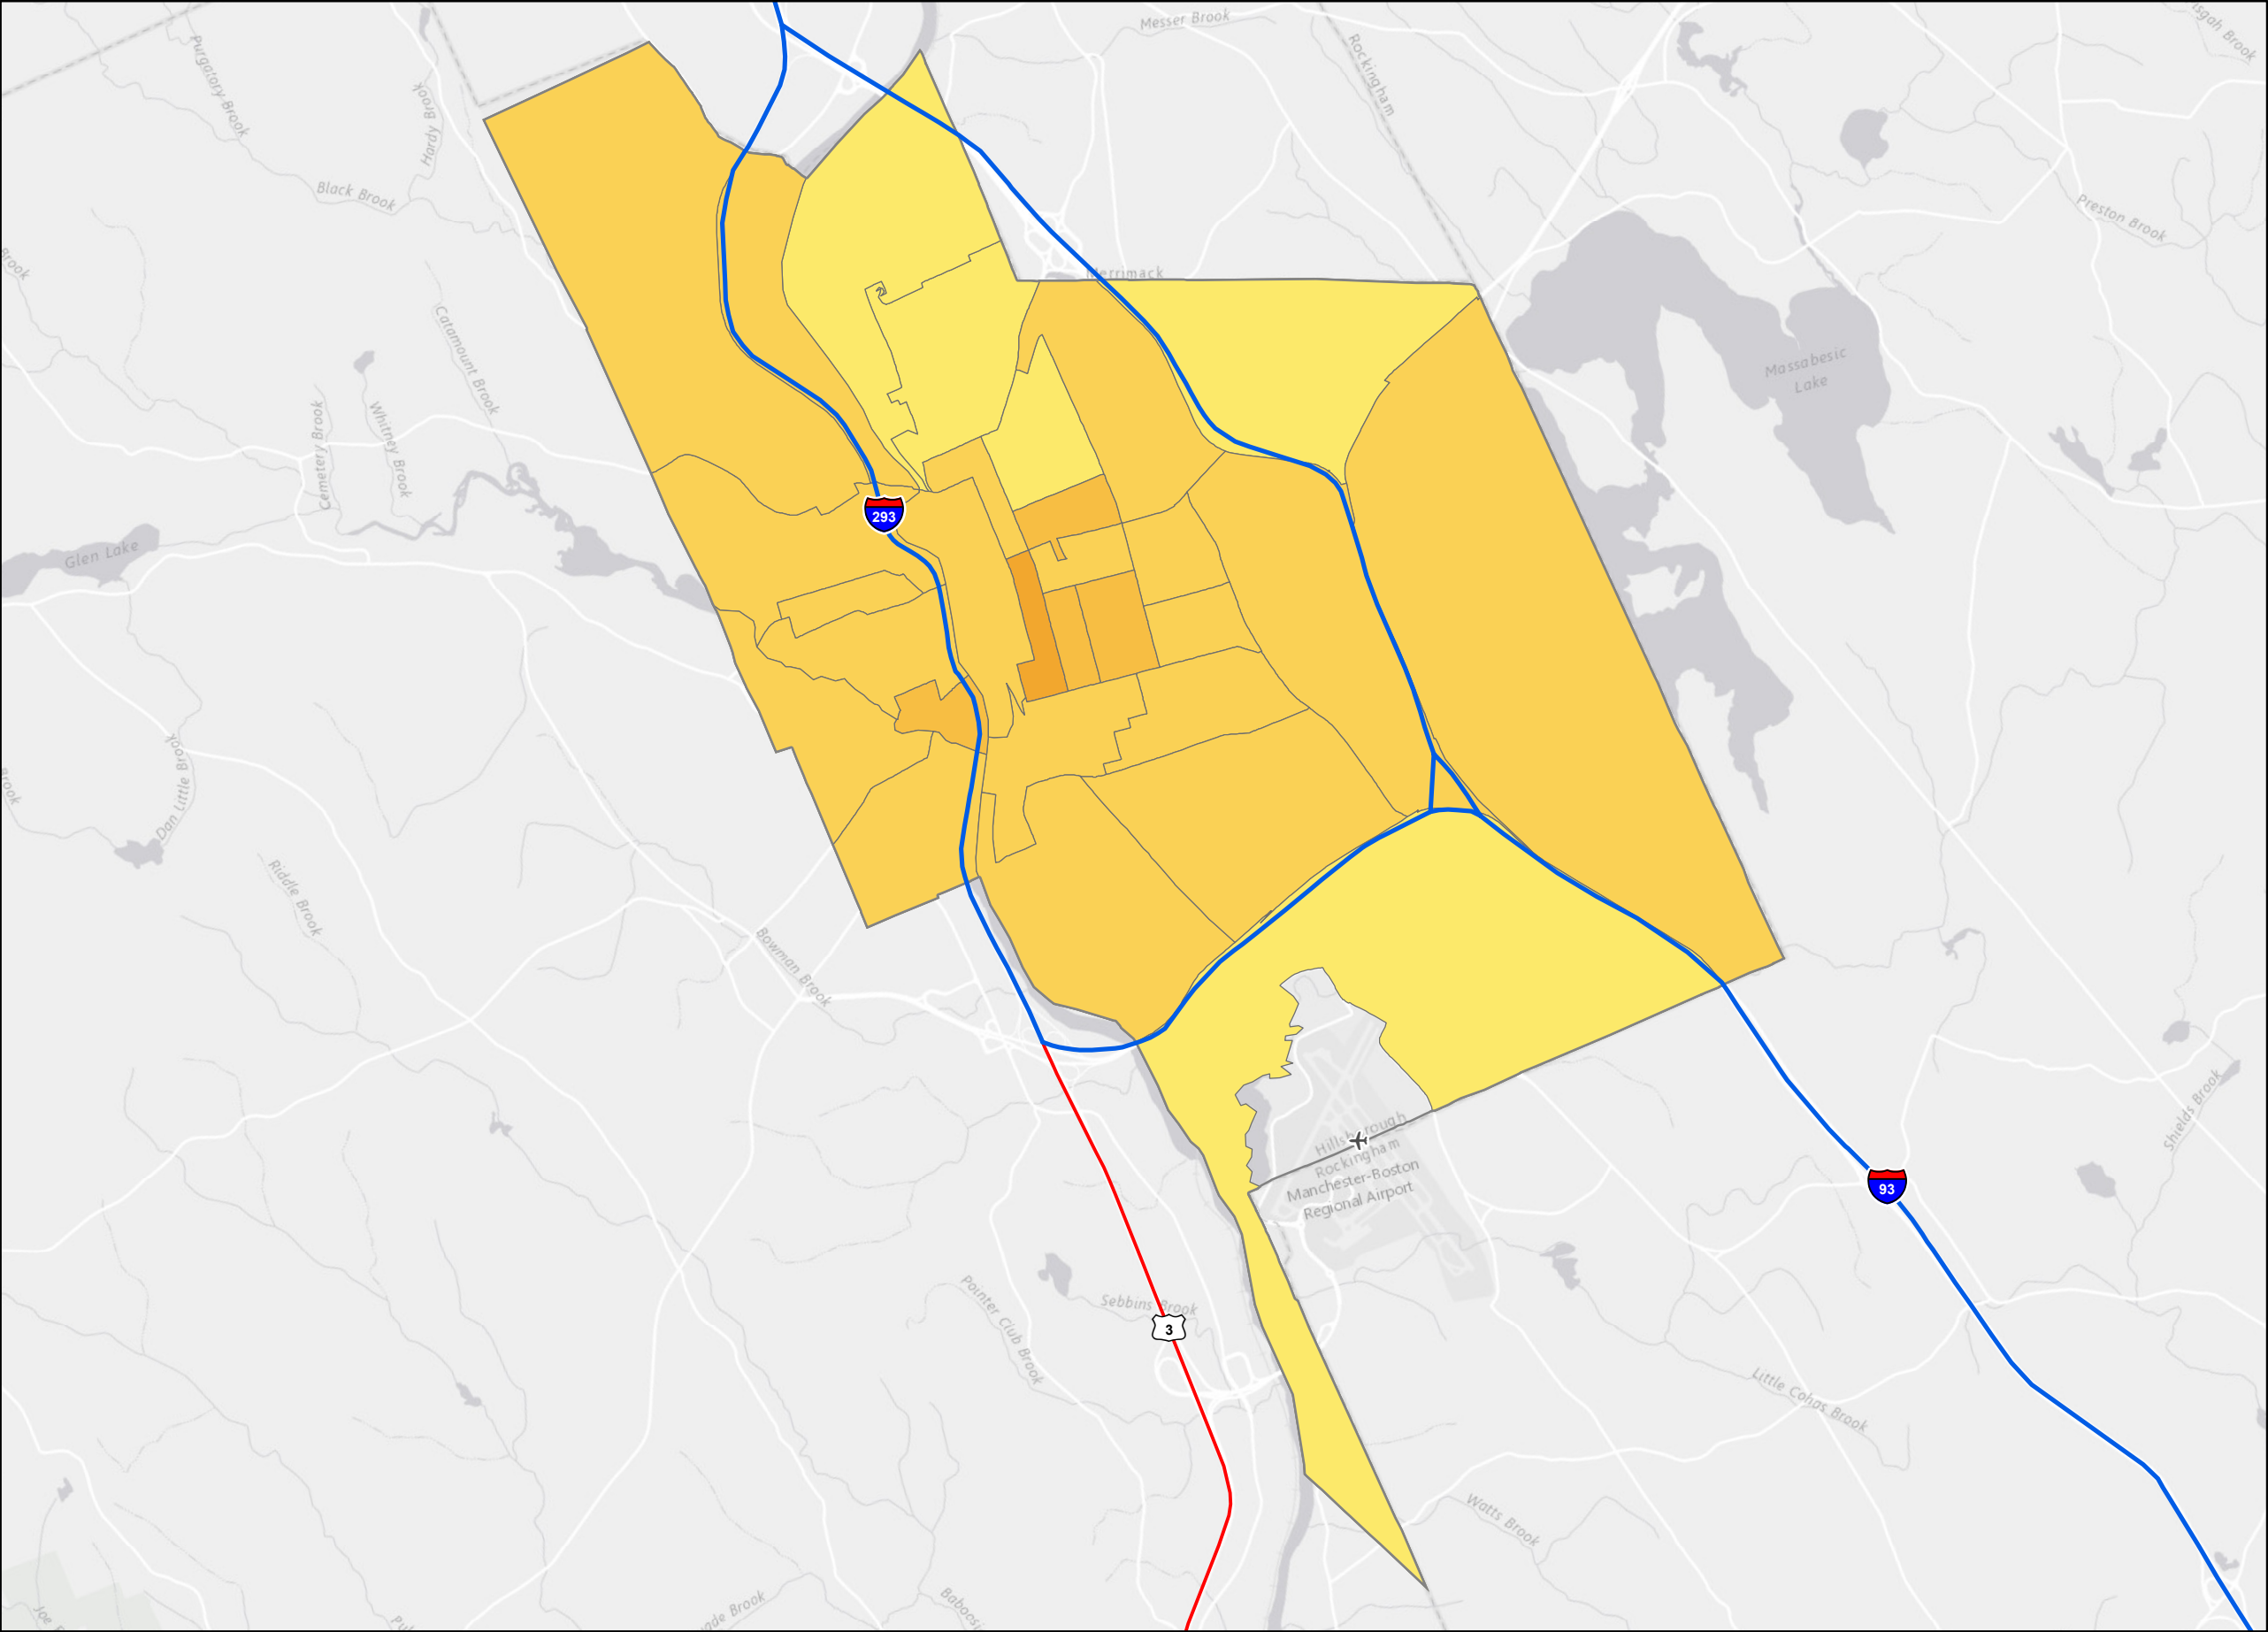 Messer Brook
Purgatory Brook
Hardy Brook
Rockingham
Black Brook
Preston Brook
Brook
Merrimack
Catamount Brook
Massabesic
Lake
Whitney Brook
Cemetery Brook
293
Glen Lake
Dan Little Brook
Brook
Riddle Brook
Bowman Brook
Hillsborough
Rockingham
Manchester-Boston
Regional Airport
Shields Brook
93
Pointer Club Brook
Sebbins Brook
3
Little Cohas Brook
Watts Brook
Brook